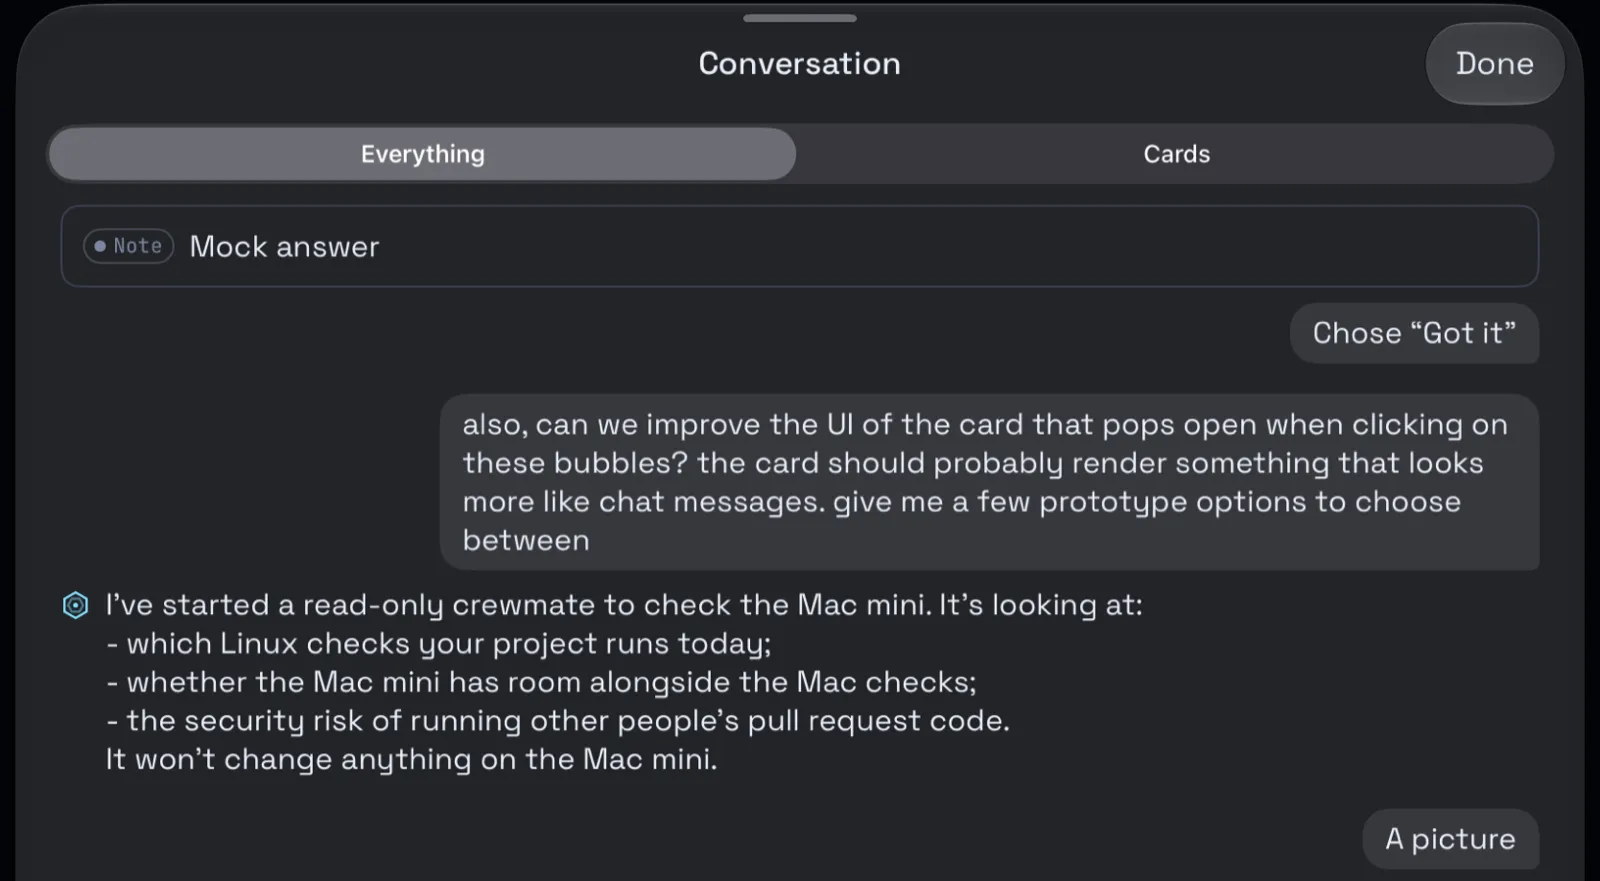 Conversation
Done
Everything
Cards
Note
Mock answer
Chose “Got it”
also, can we improve the UI of the card that pops open when clicking on
these bubbles? the card should probably render something that looks
more like chat messages. give me a few prototype options to choose
between
I’ve started a read-only crewmate to check the Mac mini. It’s looking at:
- which Linux checks your project runs today;
- whether the Mac mini has room alongside the Mac checks;
- the security risk of running other people’s pull request code.
It won’t change anything on the Mac mini.
A picture